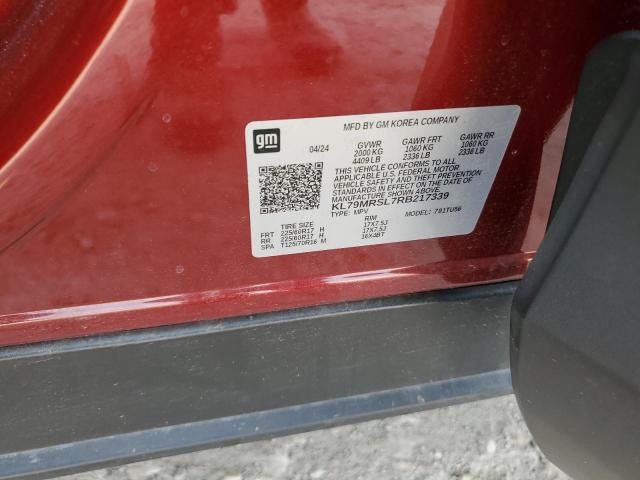 MFD BY GM KOREA COMPANY
gm
04/24 GVWR GAWR FRT GAWR RR
2000 KG 1060 KG 1060 KG
4409 LB 2336 LB 2336 LB
THIS VEHICLE CONFORMS TO ALL
APPLICABLE U.S. FEDERAL MOTOR
VEHICLE SAFETY AND THEFT PREVENTION
STANDARDS IN EFFECT ON THE DATE OF
MANUFACTURE SHOWN ABOVE.
KL79MRSL7RB217339
TYPE: MPV MODEL: 791TU56
TIRE SIZE RIM
FRT 225/60R17 H 17X7.5J
RR 225/60R17 H 17X7.5J
SPA T125/70R16 M 16X4BT